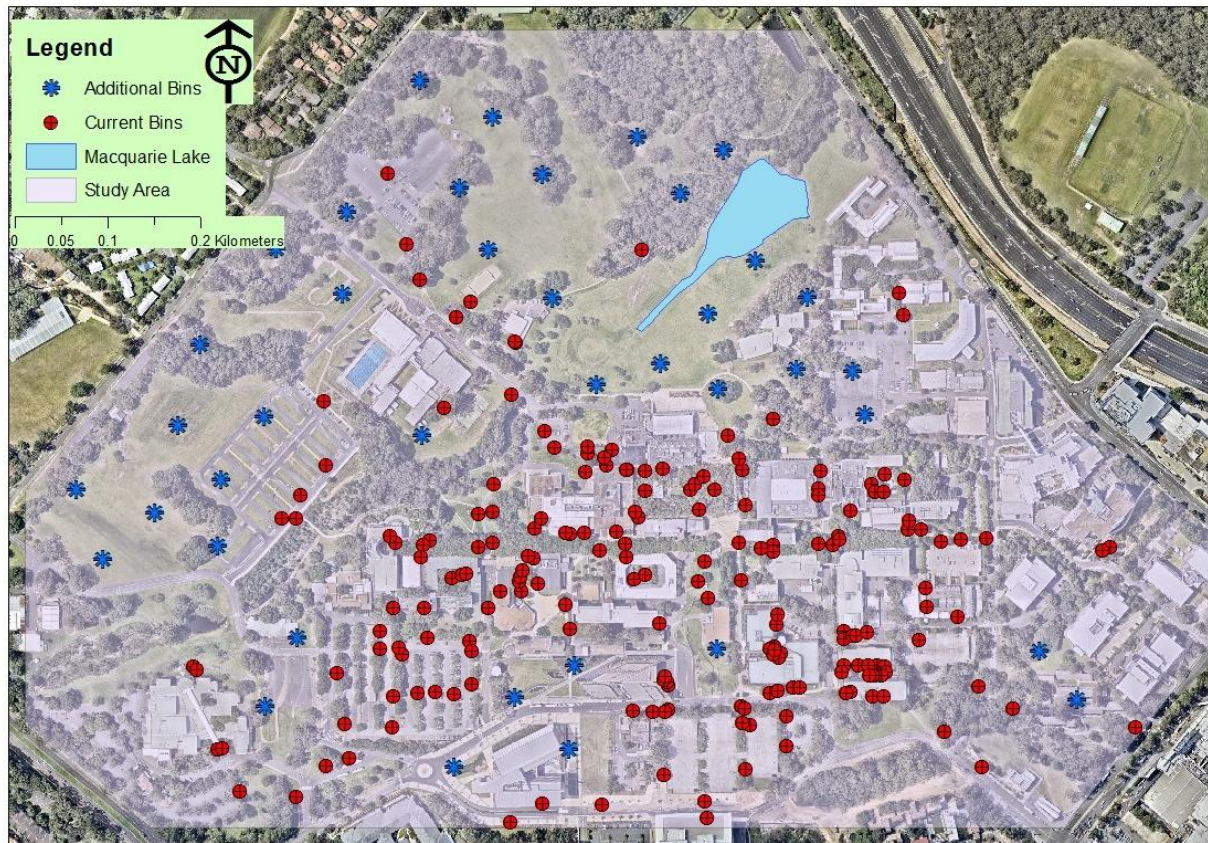 Legend
N
Additional Bins
Current Bins
Macquarie Lake
Study Area
0 0.05 0.1 0.2 Kilometers